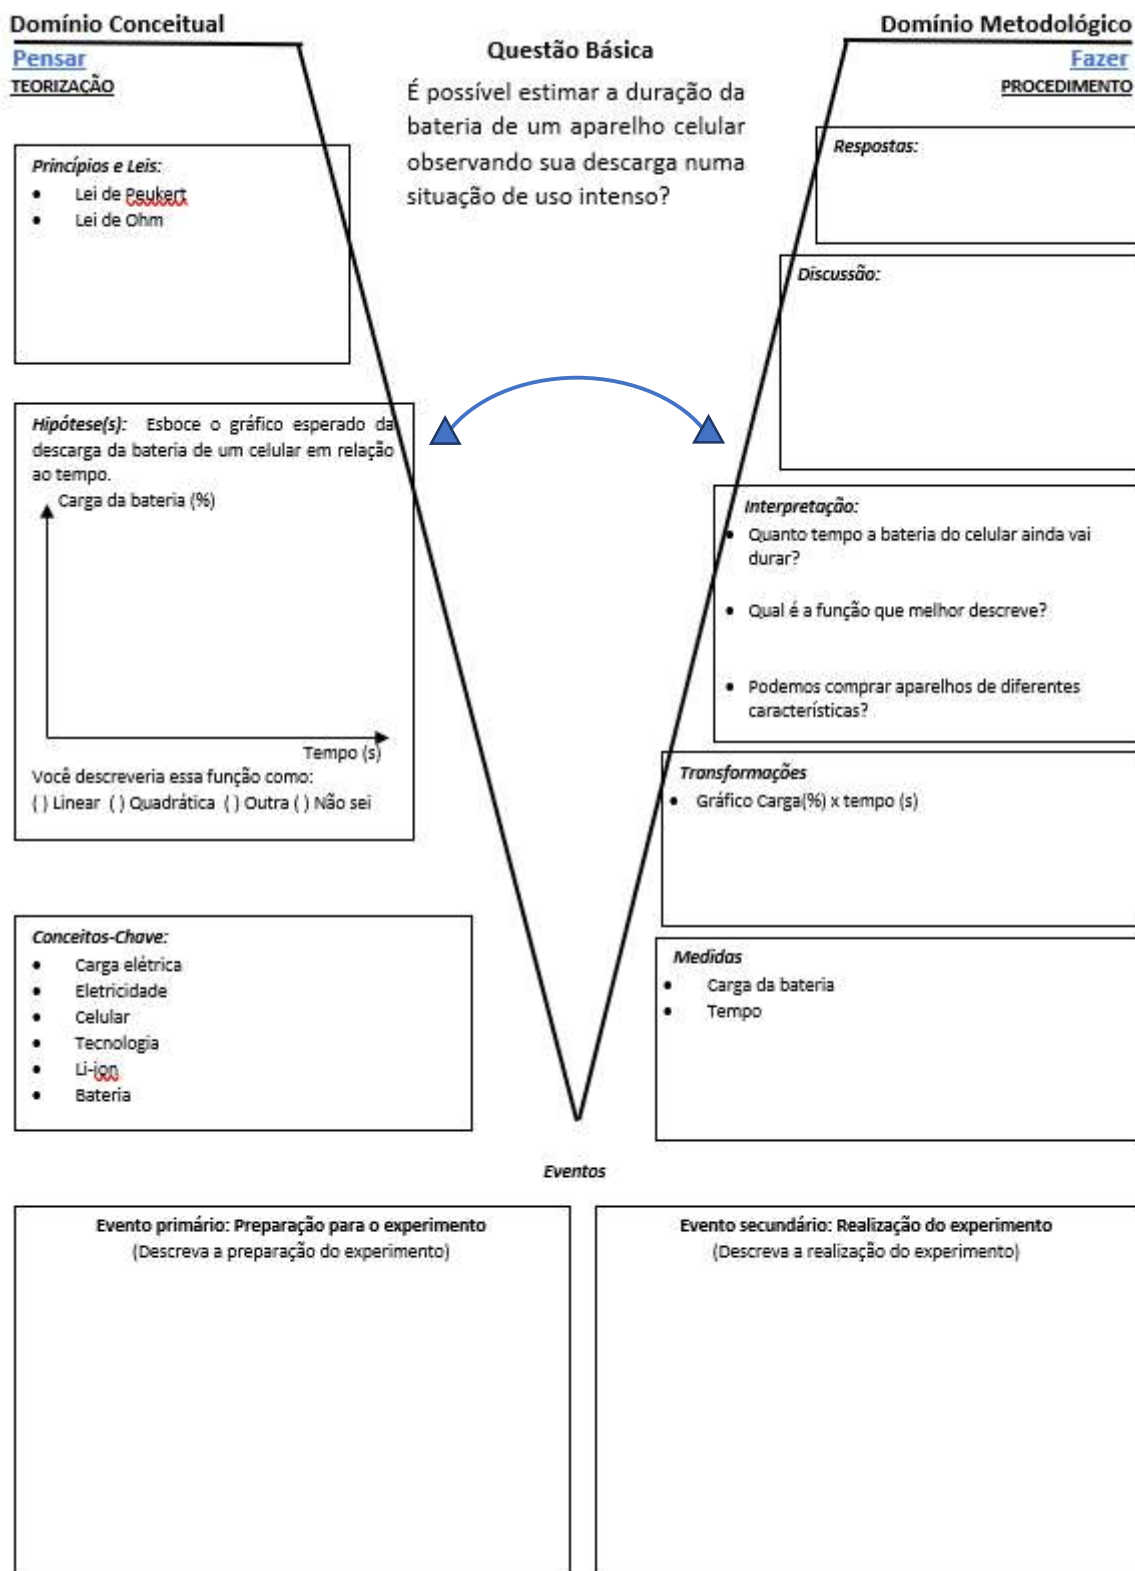 Domínio Conceitual
Pensar
TEORIZAÇÃO
Questão Básica
É possível estimar a duração da
bateria de um aparelho celular
observando sua descarga numa
situação de uso intenso?
Domínio Metodológico
Fazer
PROCEDIMENTO
Princípios e Leis:
• Lei de Peukert
• Lei de Ohm
Respostas:
Discussão:
Hipótese(s): Esboce o gráfico esperado da
descarga da bateria de um celular em relação
ao tempo.
Carga da bateria (%)
Tempo (s)
Você descreveria essa função como:
( ) Linear ( ) Quadrática ( ) Outra ( ) Não sei
Interpretação:
• Quanto tempo a bateria do celular ainda vai
durar?
• Qual é a função que melhor descreve?
• Podemos comprar aparelhos de diferentes
características?
Transformações
• Gráfico Carga(%) x tempo (s)
Conceitos-Chave:
• Carga elétrica
• Eletricidade
• Celular
• Tecnologia
• Li-ion
• Bateria
Medidas
• Carga da bateria
• Tempo
Eventos
Evento primário: Preparação para o experimento
(Descreva a preparação do experimento)
Evento secundário: Realização do experimento
(Descreva a realização do experimento)